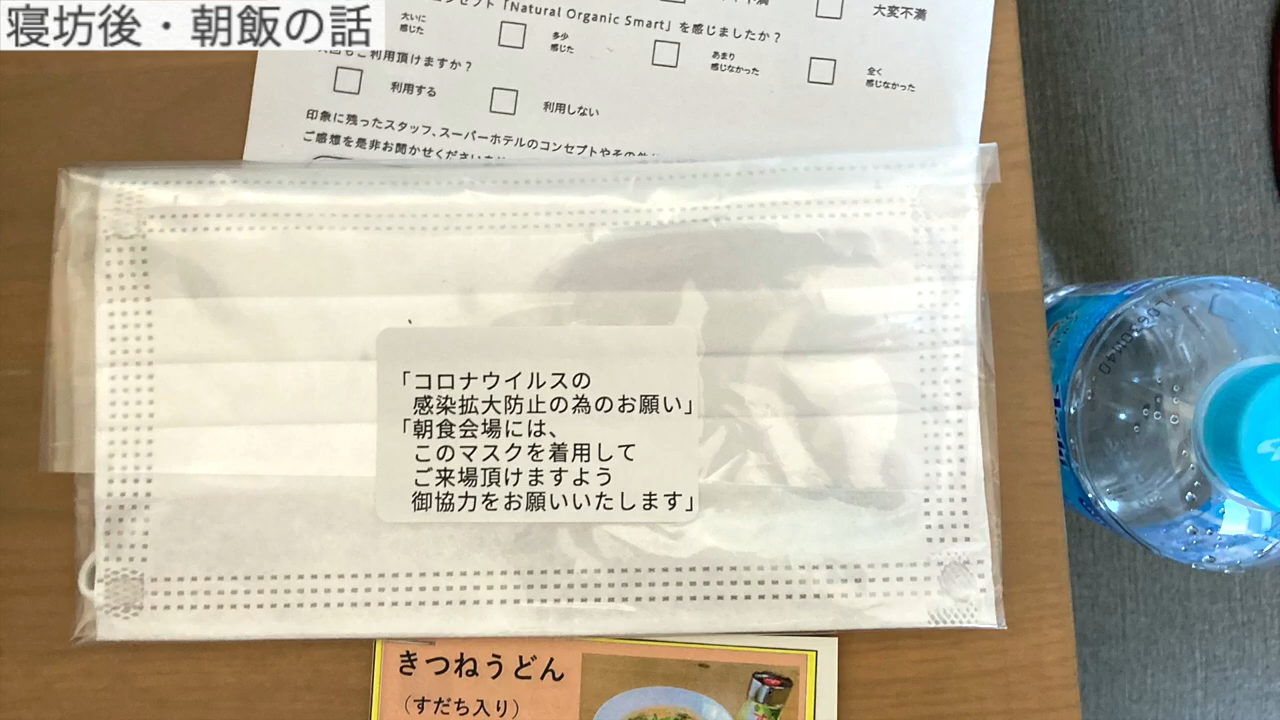 寝坊後・朝飯の話
大変不満
「Natural Organic Smart」を感じましたか?
大いに
感じた
多少
感じた
あまり
感じなかった
全く
感じなかった
ご利用頂けますか?
利用する
利用しない
印象に残ったスタッフ、スーパーホテルのコンセプトやその他
ご感想を是非お聞かせください
「コロナウイルスの
感染拡大防止の為のお願い」
「朝食会場には、
このマスクを着用して
ご来場頂けますよう
御協力をお願いいたします」
きつねうどん
(すだち入り)